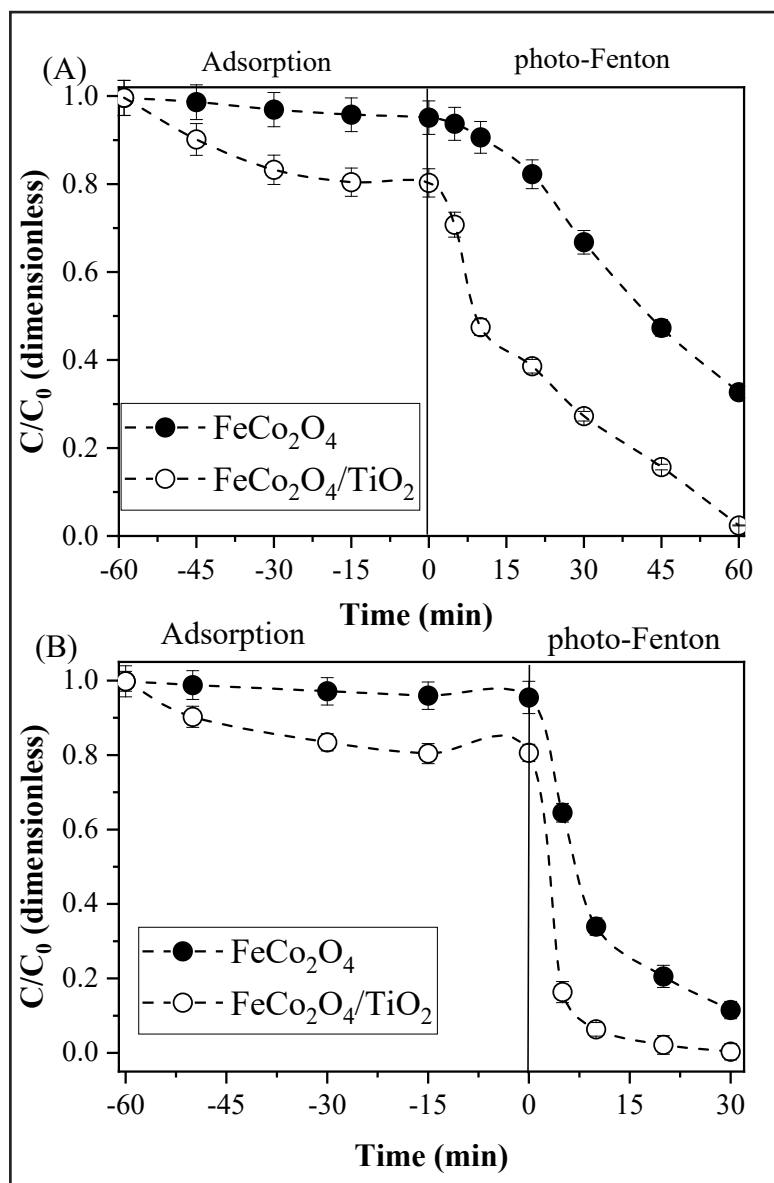 (A)
Adsorption
photo-Fenton
C/C₀ (dimensionless)
1.0
0.8
0.6
0.4
0.2
0.0
FeCo₂O₄
FeCo₂O₄/TiO₂
-60 -45 -30 -15 0 15 30 45 60
Time (min)
(B)
Adsorption
photo-Fenton
C/C₀ (dimensionless)
1.0
0.8
0.6
0.4
0.2
0.0
FeCo₂O₄
FeCo₂O₄/TiO₂
-60 -45 -30 -15 0 15 30
Time (min)